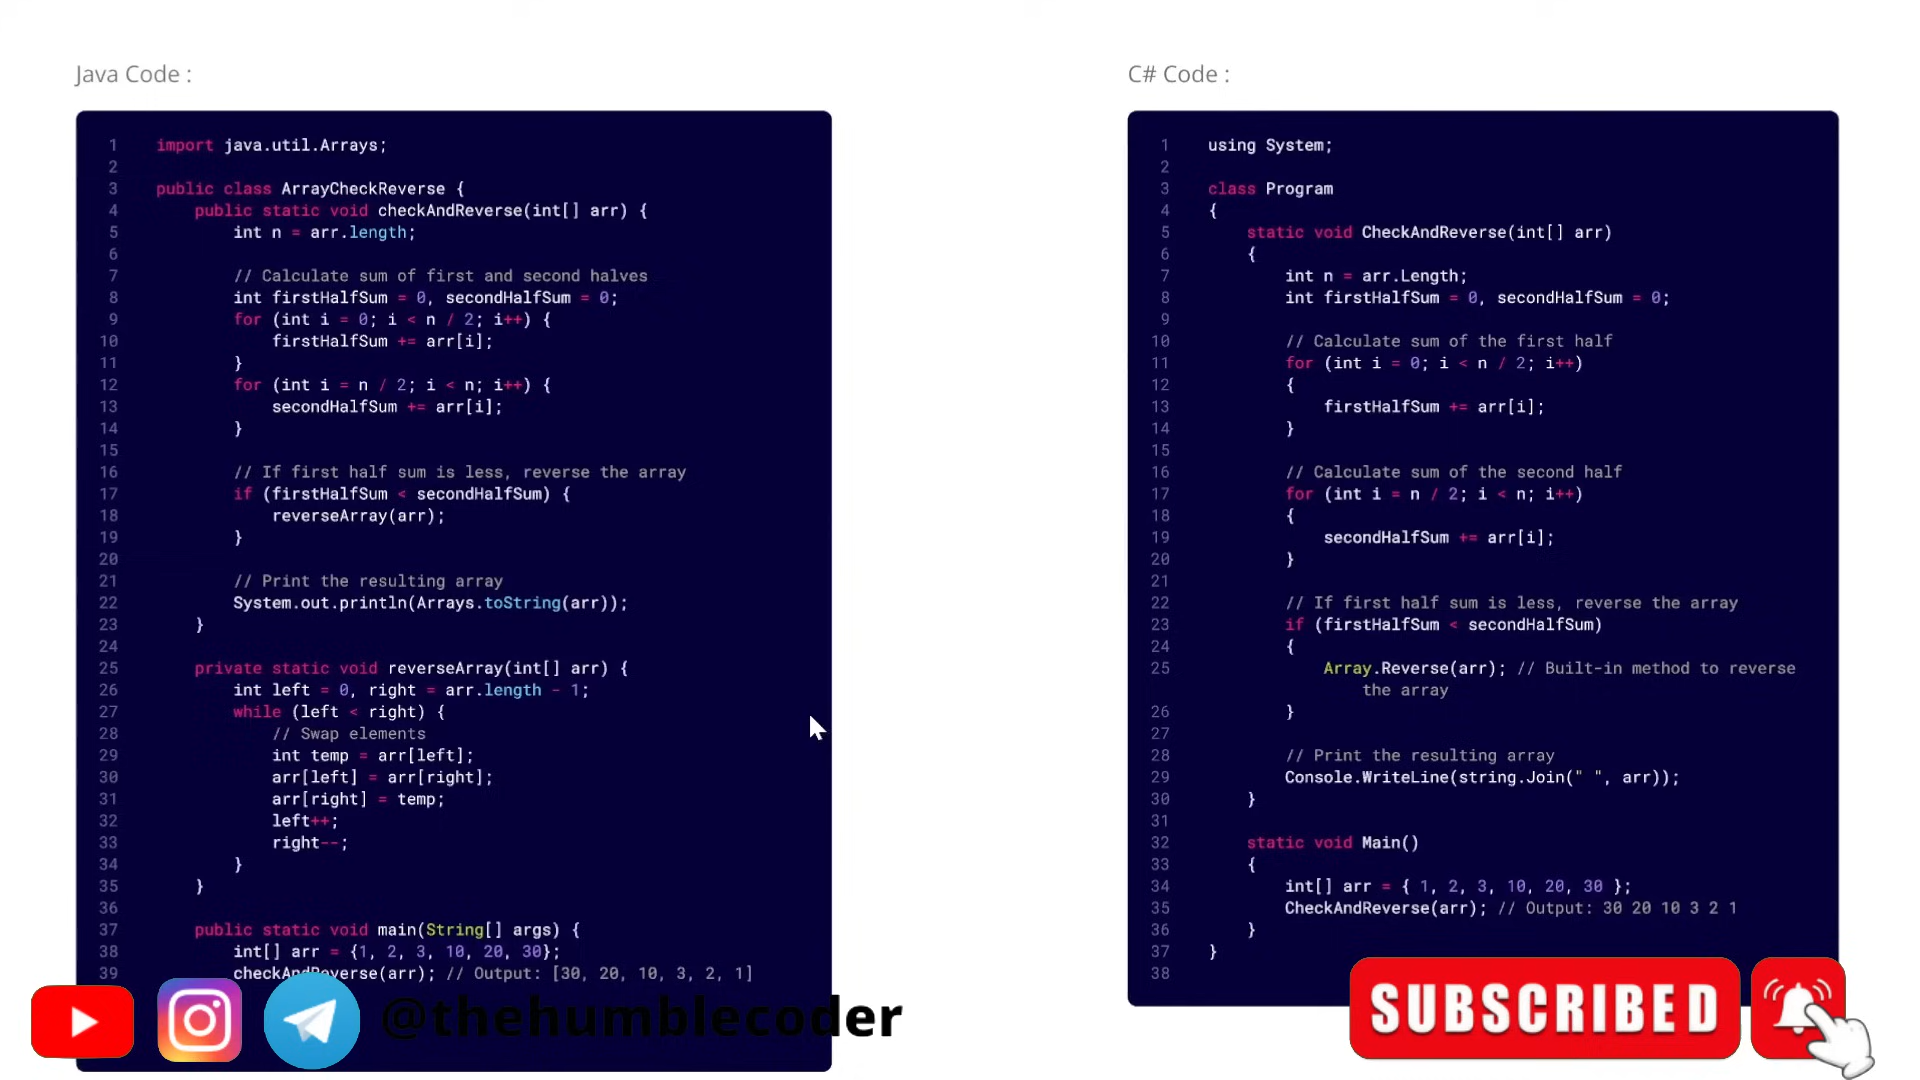 Java Code :
1 import java.util.Arrays;
2
3 public class ArrayCheckReverse {
4 public static void checkAndReverse(int[] arr) {
5 int n = arr.length;
6
7 // Calculate sum of first and second halves
8 int firstHalfSum = 0, secondHalfSum = 0;
9 for (int i = 0; i < n / 2; i++) {
10 firstHalfSum += arr[i];
11 }
12 for (int i = n / 2; i < n; i++) {
13 secondHalfSum += arr[i];
14 }
15
16 // If first half sum is less, reverse the array
17 if (firstHalfSum < secondHalfSum) {
18 reverseArray(arr);
19 }
20
21 // Print the resulting array
22 System.out.println(Arrays.toString(arr));
23 }
24
25 private static void reverseArray(int[] arr) {
26 int left = 0, right = arr.length - 1;
27 while (left < right) {
28 // Swap elements
29 int temp = arr[left];
30 arr[left] = arr[right];
31 arr[right] = temp;
32 left++;
33 right--;
34 }
35 }
36
37 public static void main(String[] args) {
38 int[] arr = {1, 2, 3, 10, 20, 30};
39 checkAndReverse(arr); // Output: [30, 20, 10, 3, 2, 1]
C# Code :
1 using System;
2
3 class Program
4 {
5 static void CheckAndReverse(int[] arr)
6 {
7 int n = arr.Length;
8 int firstHalfSum = 0, secondHalfSum = 0;
9
10 // Calculate sum of the first half
11 for (int i = 0; i < n / 2; i++)
12 {
13 firstHalfSum += arr[i];
14 }
15
16 // Calculate sum of the second half
17 for (int i = n / 2; i < n; i++)
18 {
19 secondHalfSum += arr[i];
20 }
21
22 // If first half sum is less, reverse the array
23 if (firstHalfSum < secondHalfSum)
24 {
25 Array.Reverse(arr); // Built-in method to reverse
the array
26 }
27
28 // Print the resulting array
29 Console.WriteLine(string.Join(" ", arr));
30 }
31
32 static void Main()
33 {
34 int[] arr = { 1, 2, 3, 10, 20, 30 };
35 CheckAndReverse(arr); // Output: 30 20 10 3 2 1
36 }
37 }
38
@thehumblecoder
SUBSCRIBED